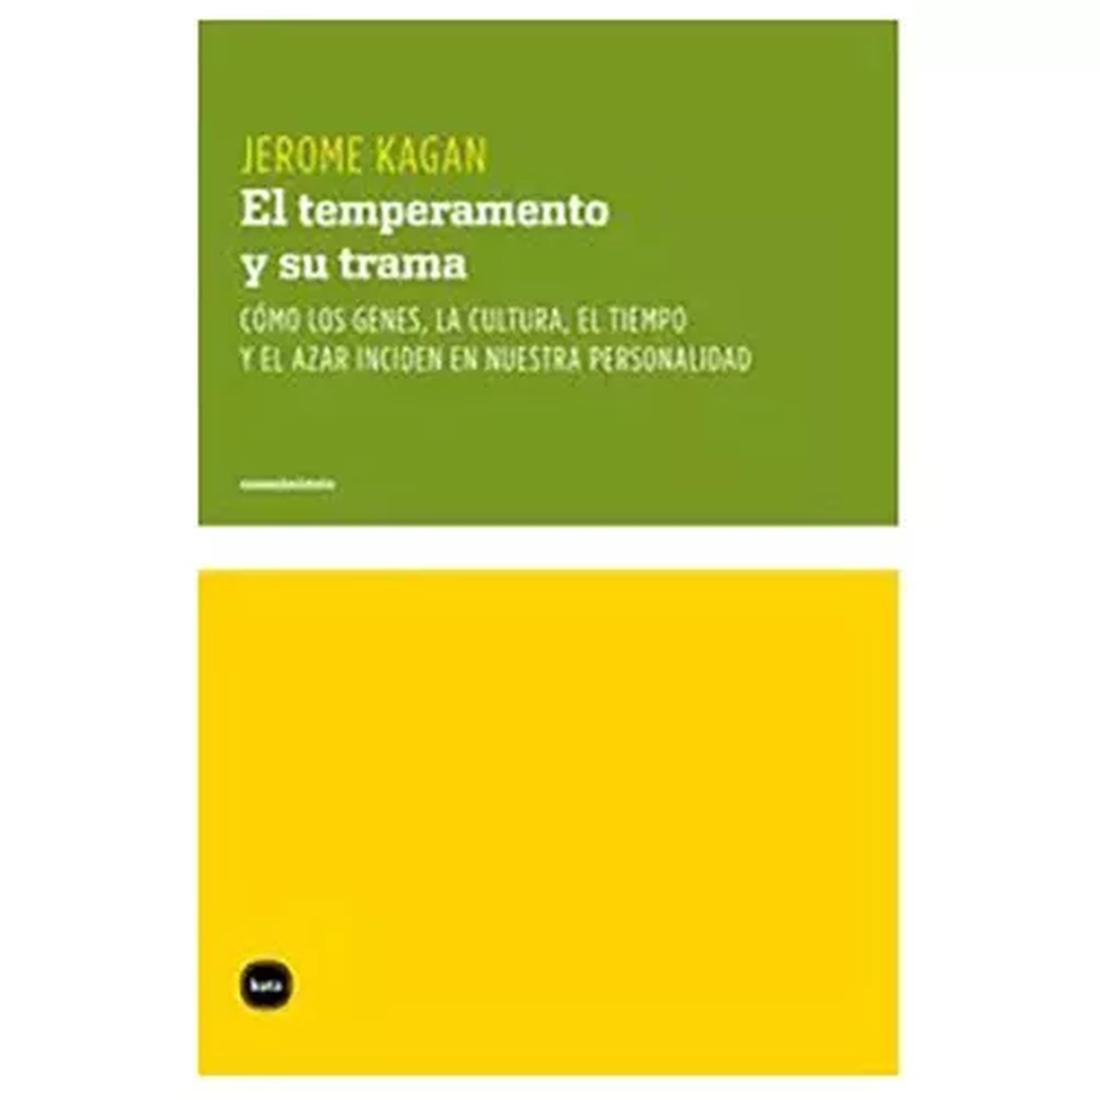 JEROME KAGAN
El temperamento
y su trama
CÓMO LOS GENES, LA CULTURA, EL TIEMPO
Y EL AZAR INCIDEN EN NUESTRA PERSONALIDAD
katz